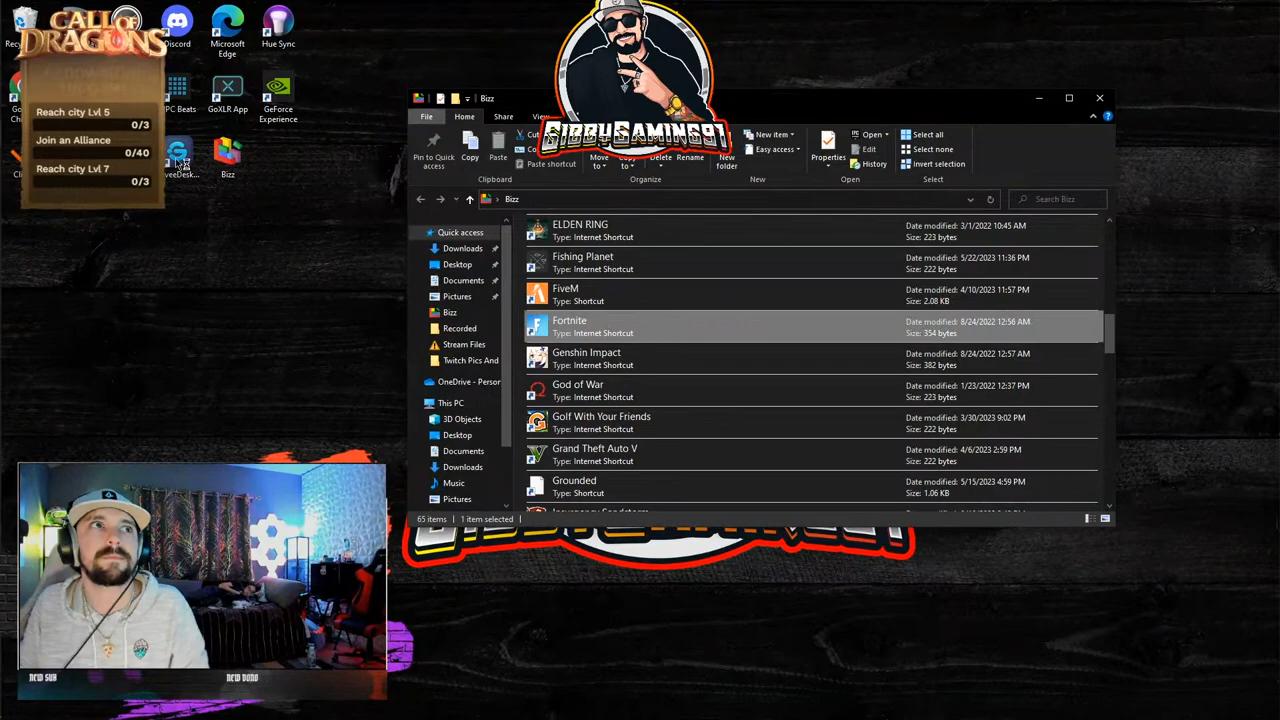 CALL OF
DRAGONS
Reach city Lvl 5
0/3
Join an Alliance
0/40
Reach city Lvl 7
0/3
Discord
Microsoft
Edge
Hue Sync
PC Beats
GoXLR App
GeForce
Experience
Bizz
GIBBYGAMING91
Bizz
File
Home
Share
Pin to Quick
access
Copy
Paste
Paste shortcut
Clipboard
Move
to
Copy
to
Delete
Rename
Organize
New
folder
New item
Easy access
New
Properties
Open
Edit
History
Open
Select all
Select none
Invert selection
Select
Bizz
Search Bizz
Quick access
Downloads
Desktop
Documents
Pictures
Bizz
Recorded
Stream Files
Twitch Pics And
OneDrive - Person
This PC
3D Objects
Desktop
Documents
Downloads
Music
Pictures
ELDEN RING
Type: Internet Shortcut
Date modified: 3/1/2022 10:45 AM
Size: 223 bytes
Fishing Planet
Type: Internet Shortcut
Date modified: 5/22/2023 11:36 PM
Size: 222 bytes
FiveM
Type: Shortcut
Date modified: 4/10/2023 11:57 PM
Size: 2.08 KB
Fortnite
Type: Internet Shortcut
Date modified: 8/24/2022 12:56 AM
Size: 354 bytes
Genshin Impact
Type: Internet Shortcut
Date modified: 8/24/2022 12:57 AM
Size: 382 bytes
God of War
Type: Internet Shortcut
Date modified: 1/23/2022 12:37 PM
Size: 223 bytes
Golf With Your Friends
Type: Internet Shortcut
Date modified: 3/30/2023 9:02 PM
Size: 222 bytes
Grand Theft Auto V
Type: Internet Shortcut
Date modified: 4/6/2023 2:59 PM
Size: 222 bytes
Grounded
Type: Shortcut
Date modified: 5/15/2023 4:59 PM
Size: 1.06 KB
65 items
1 item selected
NEW SUB
NEW DONO